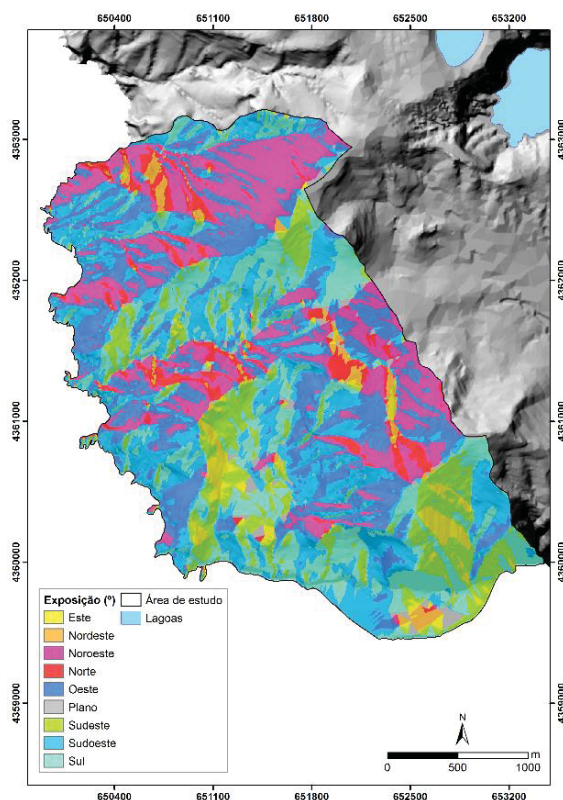 650400 651100 651800 652500 653200
4363000 4363000
4362000 4362000
4361000 4361000
4360000 4360000
4359000 4359000
Exposição (º) Área de estudo
Este Lagoas
Nordeste
Noroeste
Norte
Oeste
Plano
Sudeste
Sudoeste
Sul
N
m
0 500 1000
650400 651100 651800 652500 653200